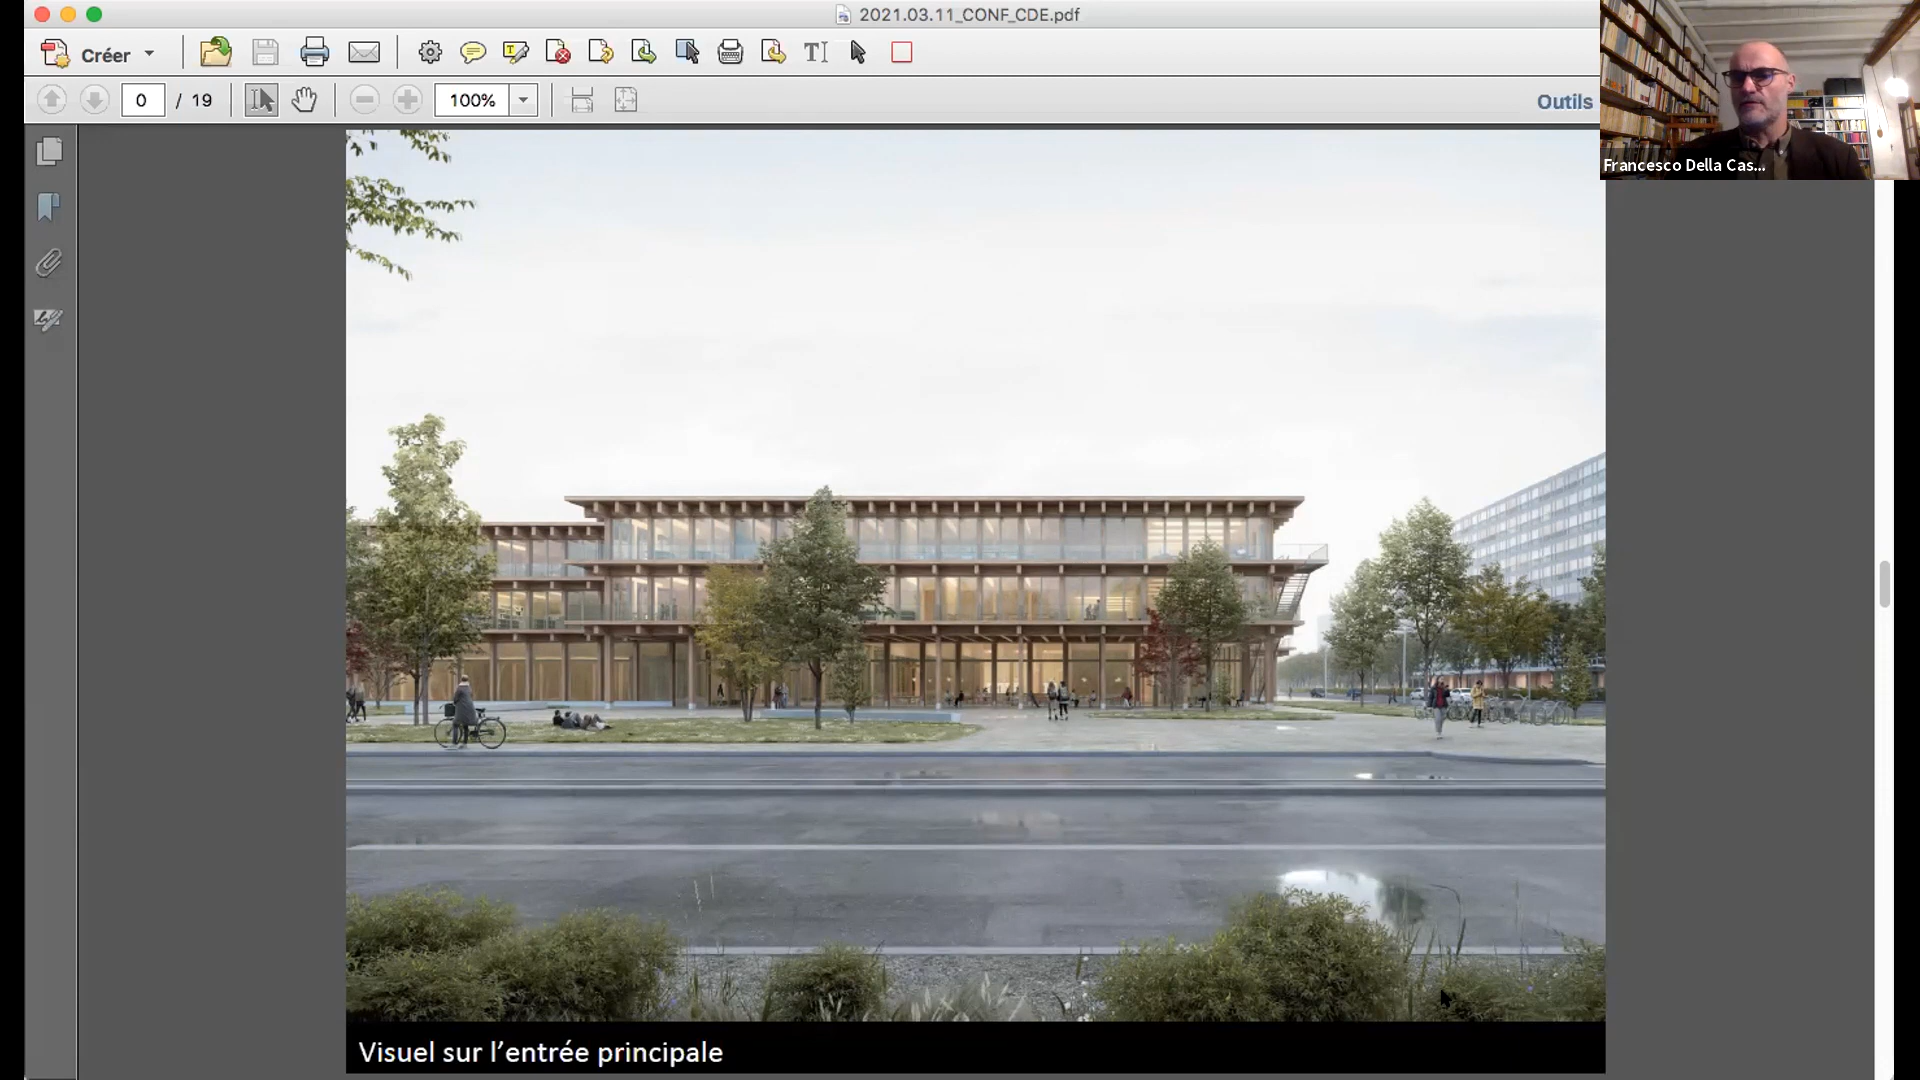 2021.03.11_CONF_CDE.pdf
Créer
0 / 19
100%
Outils
Francesco Della Cas...
Visuel sur l’entrée principale